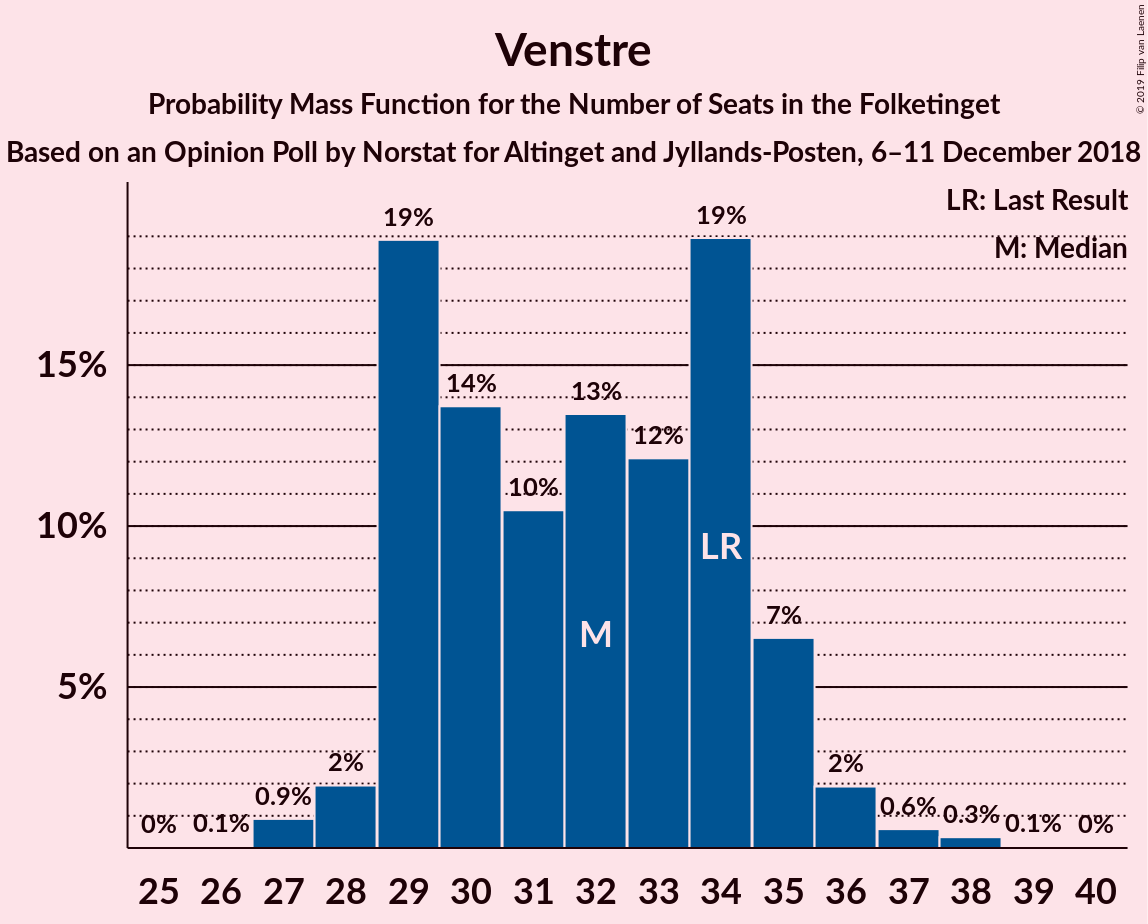 Venstre
Probability Mass Function for the Number of Seats in the Folketinget
Based on an Opinion Poll by Norstat for Altinget and Jyllands-Posten, 6–11 December 2018
© 2019 Filip van Laenen
LR: Last Result
M: Median
15%
10%
5%
0%
0.1%
0.9%
2%
19%
14%
10%
13%
12%
19%
7%
2%
0.6%
0.3%
0.1%
0%
M
LR
25 26 27 28 29 30 31 32 33 34 35 36 37 38 39 40